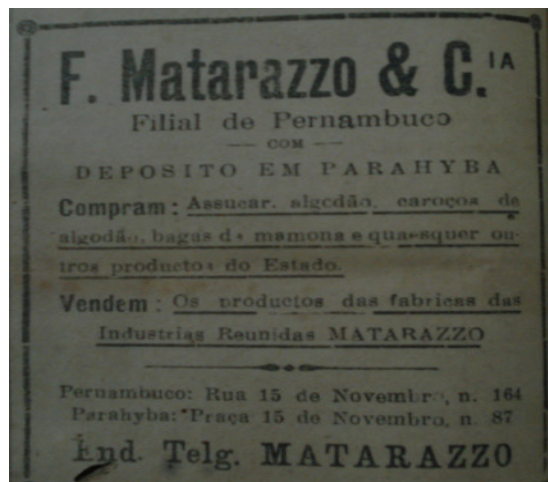 F. Matarazzo & C.IA
Filial de Pernambuco
— COM —
DEPOSITO EM PARAHYBA
Compram: Assucar, algodão, caroços de
algodão, bagas de mamona e quaesquer ou-
tros productos do Estado.
Vendem: Os productos das fabricas das
Industrias Reunidas MATARAZZO
Pernambuco: Rua 15 de Novembro, n. 164
Parahyba: Praça 15 de Novembro, n. 87
End. Telg. MATARAZZO